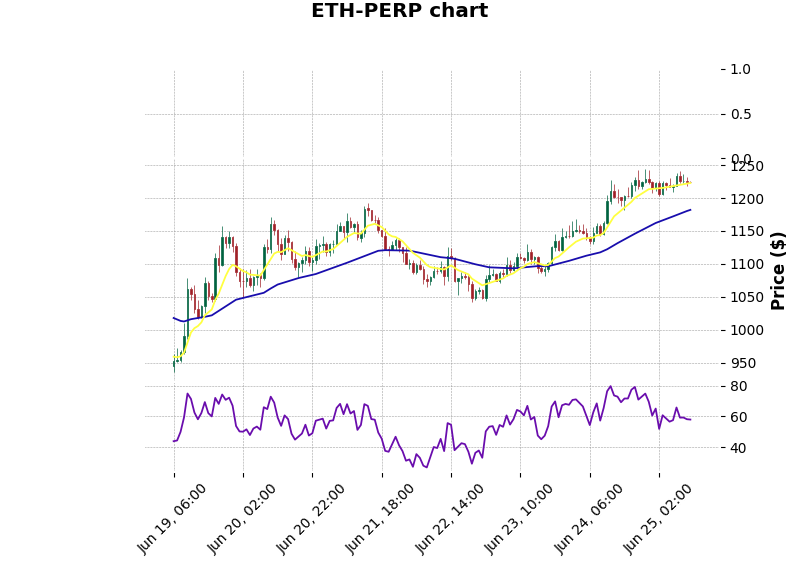 ETH-PERP chart
1.0
0.5
0.0
1250
1200
1150
1100
1050
1000
950
Price ($)
80
60
40
Jun 19, 06:00
Jun 20, 02:00
Jun 20, 22:00
Jun 21, 18:00
Jun 22, 14:00
Jun 23, 10:00
Jun 24, 06:00
Jun 25, 02:00